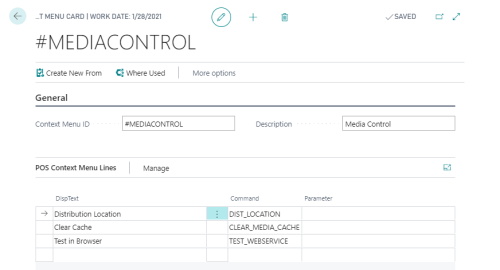 ...T MENU CARD | WORK DATE: 1/28/2021
SAVED
#MEDIACONTROL
Create New From Where Used More options
General
Context Menu ID #MEDIACONTROL Description Media Control
POS Context Menu Lines Manage
DispText Command Parameter
Distribution Location DIST_LOCATION
Clear Cache CLEAR_MEDIA_CACHE
Test in Browser TEST_WEBSERVICE